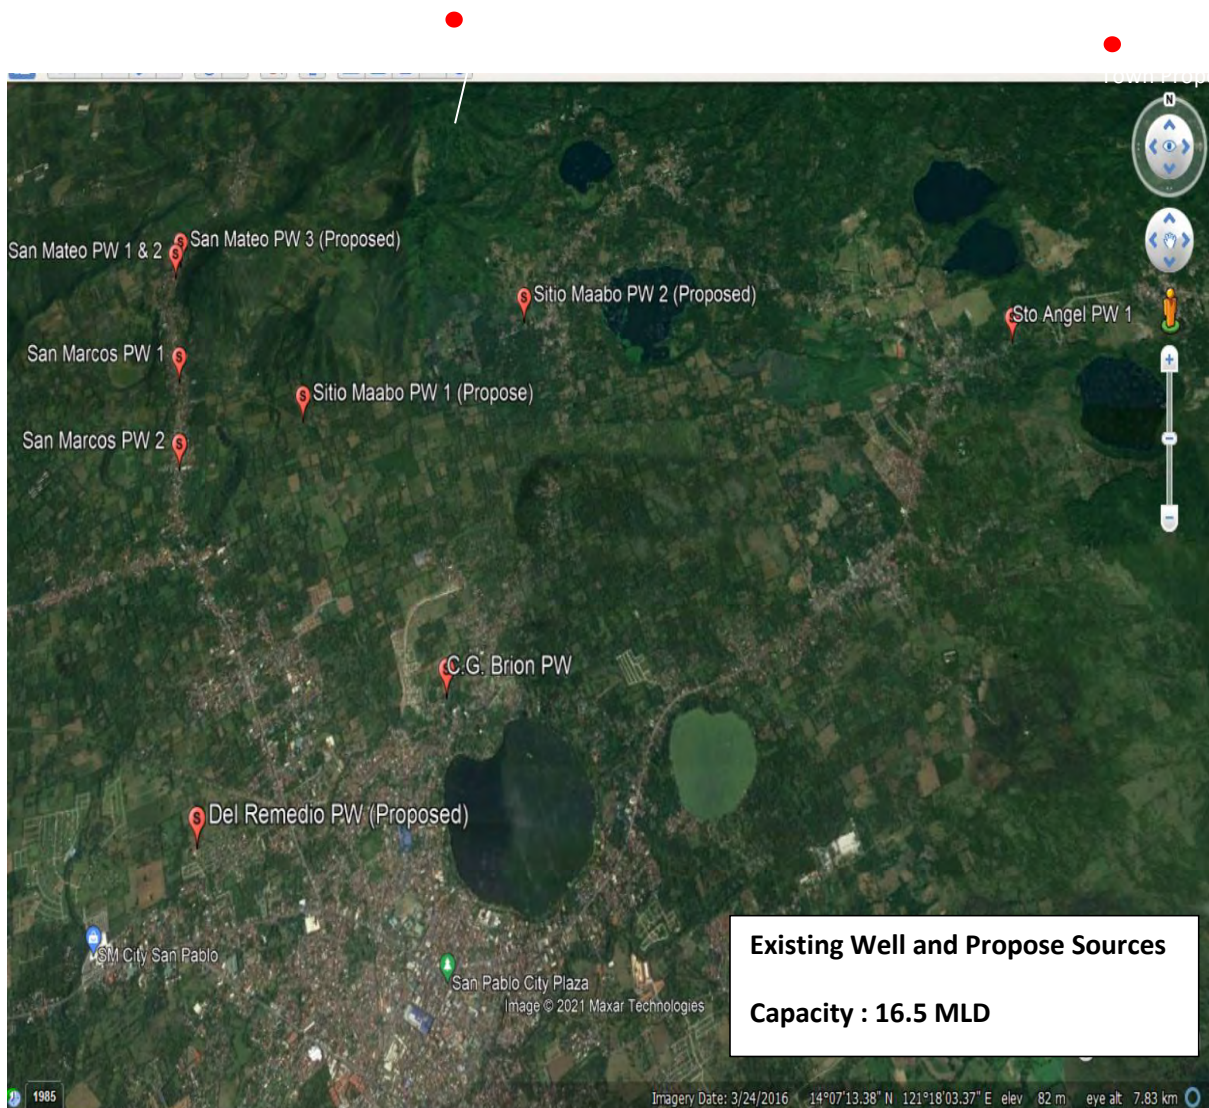 Town Prop
N
San Mateo PW 3 (Proposed)
San Mateo PW 1 & 2
Sitio Maabo PW 2 (Proposed)
Sto Angel PW 1
San Marcos PW 1
Sitio Maabo PW 1 (Propose)
San Marcos PW 2
C.G. Brion PW
Del Remedio PW (Proposed)
SM City San Pablo
San Pablo City Plaza
Image © 2021 Maxar Technologies
Existing Well and Propose Sources
Capacity : 16.5 MLD
1985
Imagery Date: 3/24/2016 14°07'13.38" N 121°18'03.37" E elev 82 m eye alt 7.83 km